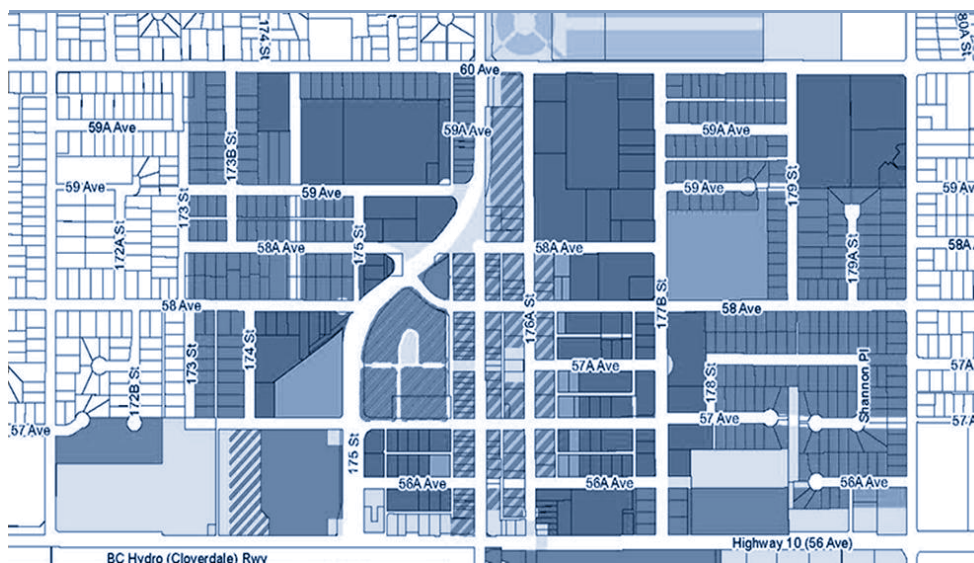 174 St
80A St
60 Ave
59A Ave
59A Ave
59A Ave
173B St
59 Ave
59 Ave
59 Ave
59 Ave
173 St
175 St
179 St
172A St
58A Ave
58A Ave
58A
179A St
58 Ave
58 Ave
176A St
177B St
173 St
174 St
172B St
57A Ave
57A
178 St
Shannon Pl
57 Ave
57 Ave
57 A
175 St
56A Ave
56A Ave
56A Ave
Highway 10 (56 Ave)
BC Hydro (Cloverdale) Rwy